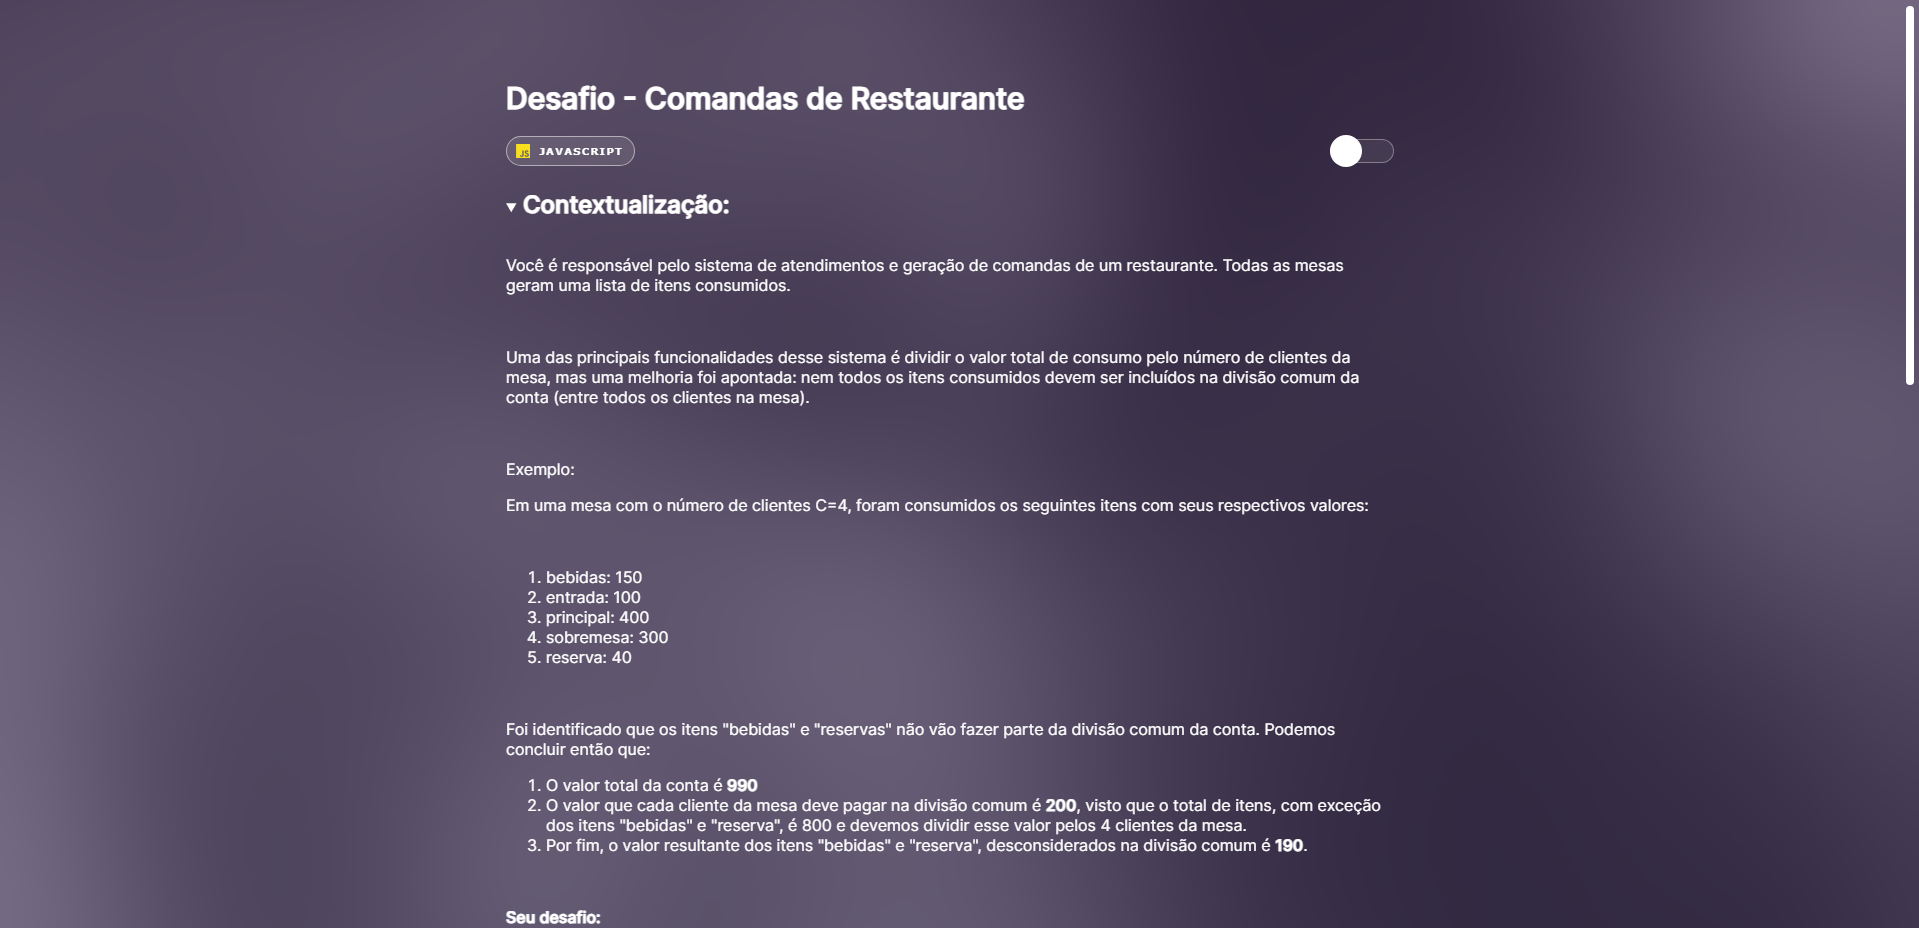 Desafio - Comandas de Restaurante
JS JAVASCRIPT
▼ Contextualização:
Você é responsável pelo sistema de atendimentos e geração de comandas de um restaurante. Todas as mesas
geram uma lista de itens consumidos.
Uma das principais funcionalidades desse sistema é dividir o valor total de consumo pelo número de clientes da
mesa, mas uma melhoria foi apontada: nem todos os itens consumidos devem ser incluídos na divisão comum da
conta (entre todos os clientes na mesa).
Exemplo:
Em uma mesa com o número de clientes C=4, foram consumidos os seguintes itens com seus respectivos valores:
1. bebidas: 150
2. entrada: 100
3. principal: 400
4. sobremesa: 300
5. reserva: 40
Foi identificado que os itens "bebidas" e "reservas" não vão fazer parte da divisão comum da conta. Podemos
concluir então que:
1. O valor total da conta é 990
2. O valor que cada cliente da mesa deve pagar na divisão comum é 200, visto que o total de itens, com exceção
dos itens "bebidas" e "reserva", é 800 e devemos dividir esse valor pelos 4 clientes da mesa.
3. Por fim, o valor resultante dos itens "bebidas" e "reserva", desconsiderados na divisão comum é 190.
Seu desafio: